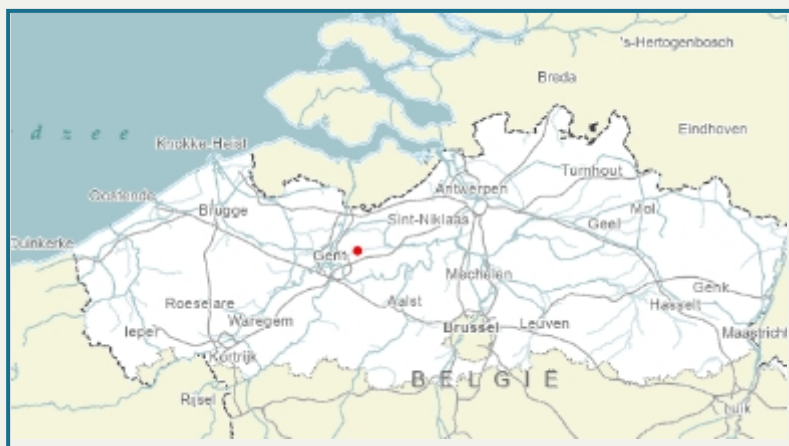 's-Hertogenbosch
Breda
Eindhoven
d z e e
Knokke-Heist
Turnhout
Antwerpen
Oostende
Brugge
Sint-Niklaas
Mol
Geel
Duinkerke
Gent
Mechelen
Genk
Roeselare
Aalst
Hasselt
Waregem
Brussel
Leuven
Ieper
Maastricht
Kortrijk
BELGIË
Rijsel
Luik